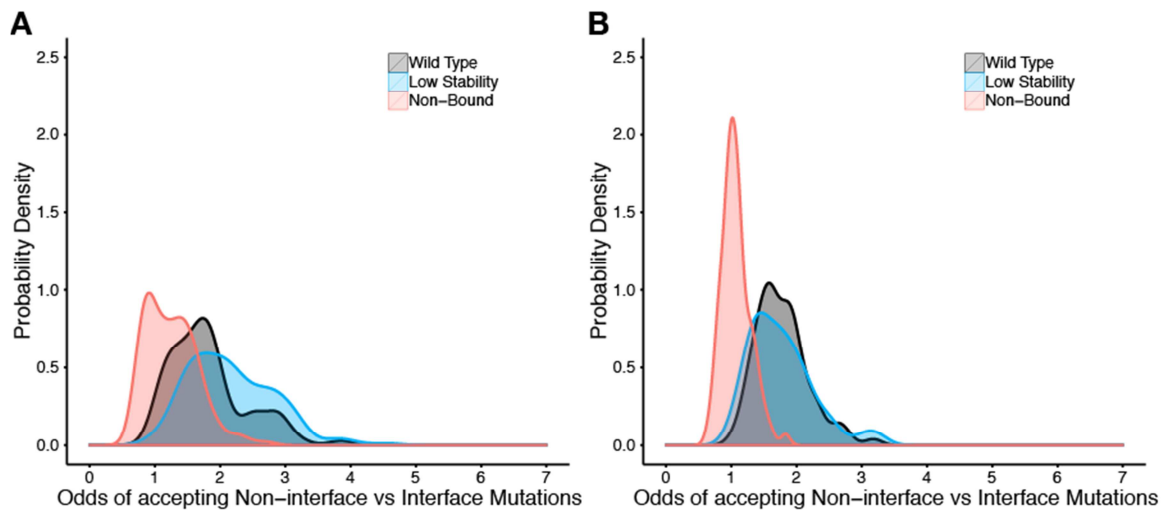 A
2.5
2.0
1.5
1.0
0.5
0.0
Probability Density
Wild Type
Low Stability
Non-Bound
0 1 2 3 4 5 6 7
Odds of accepting Non-interface vs Interface Mutations
B
2.5
2.0
1.5
1.0
0.5
0.0
Probability Density
Wild Type
Low Stability
Non-Bound
0 1 2 3 4 5 6 7
Odds of accepting Non-interface vs Interface Mutations